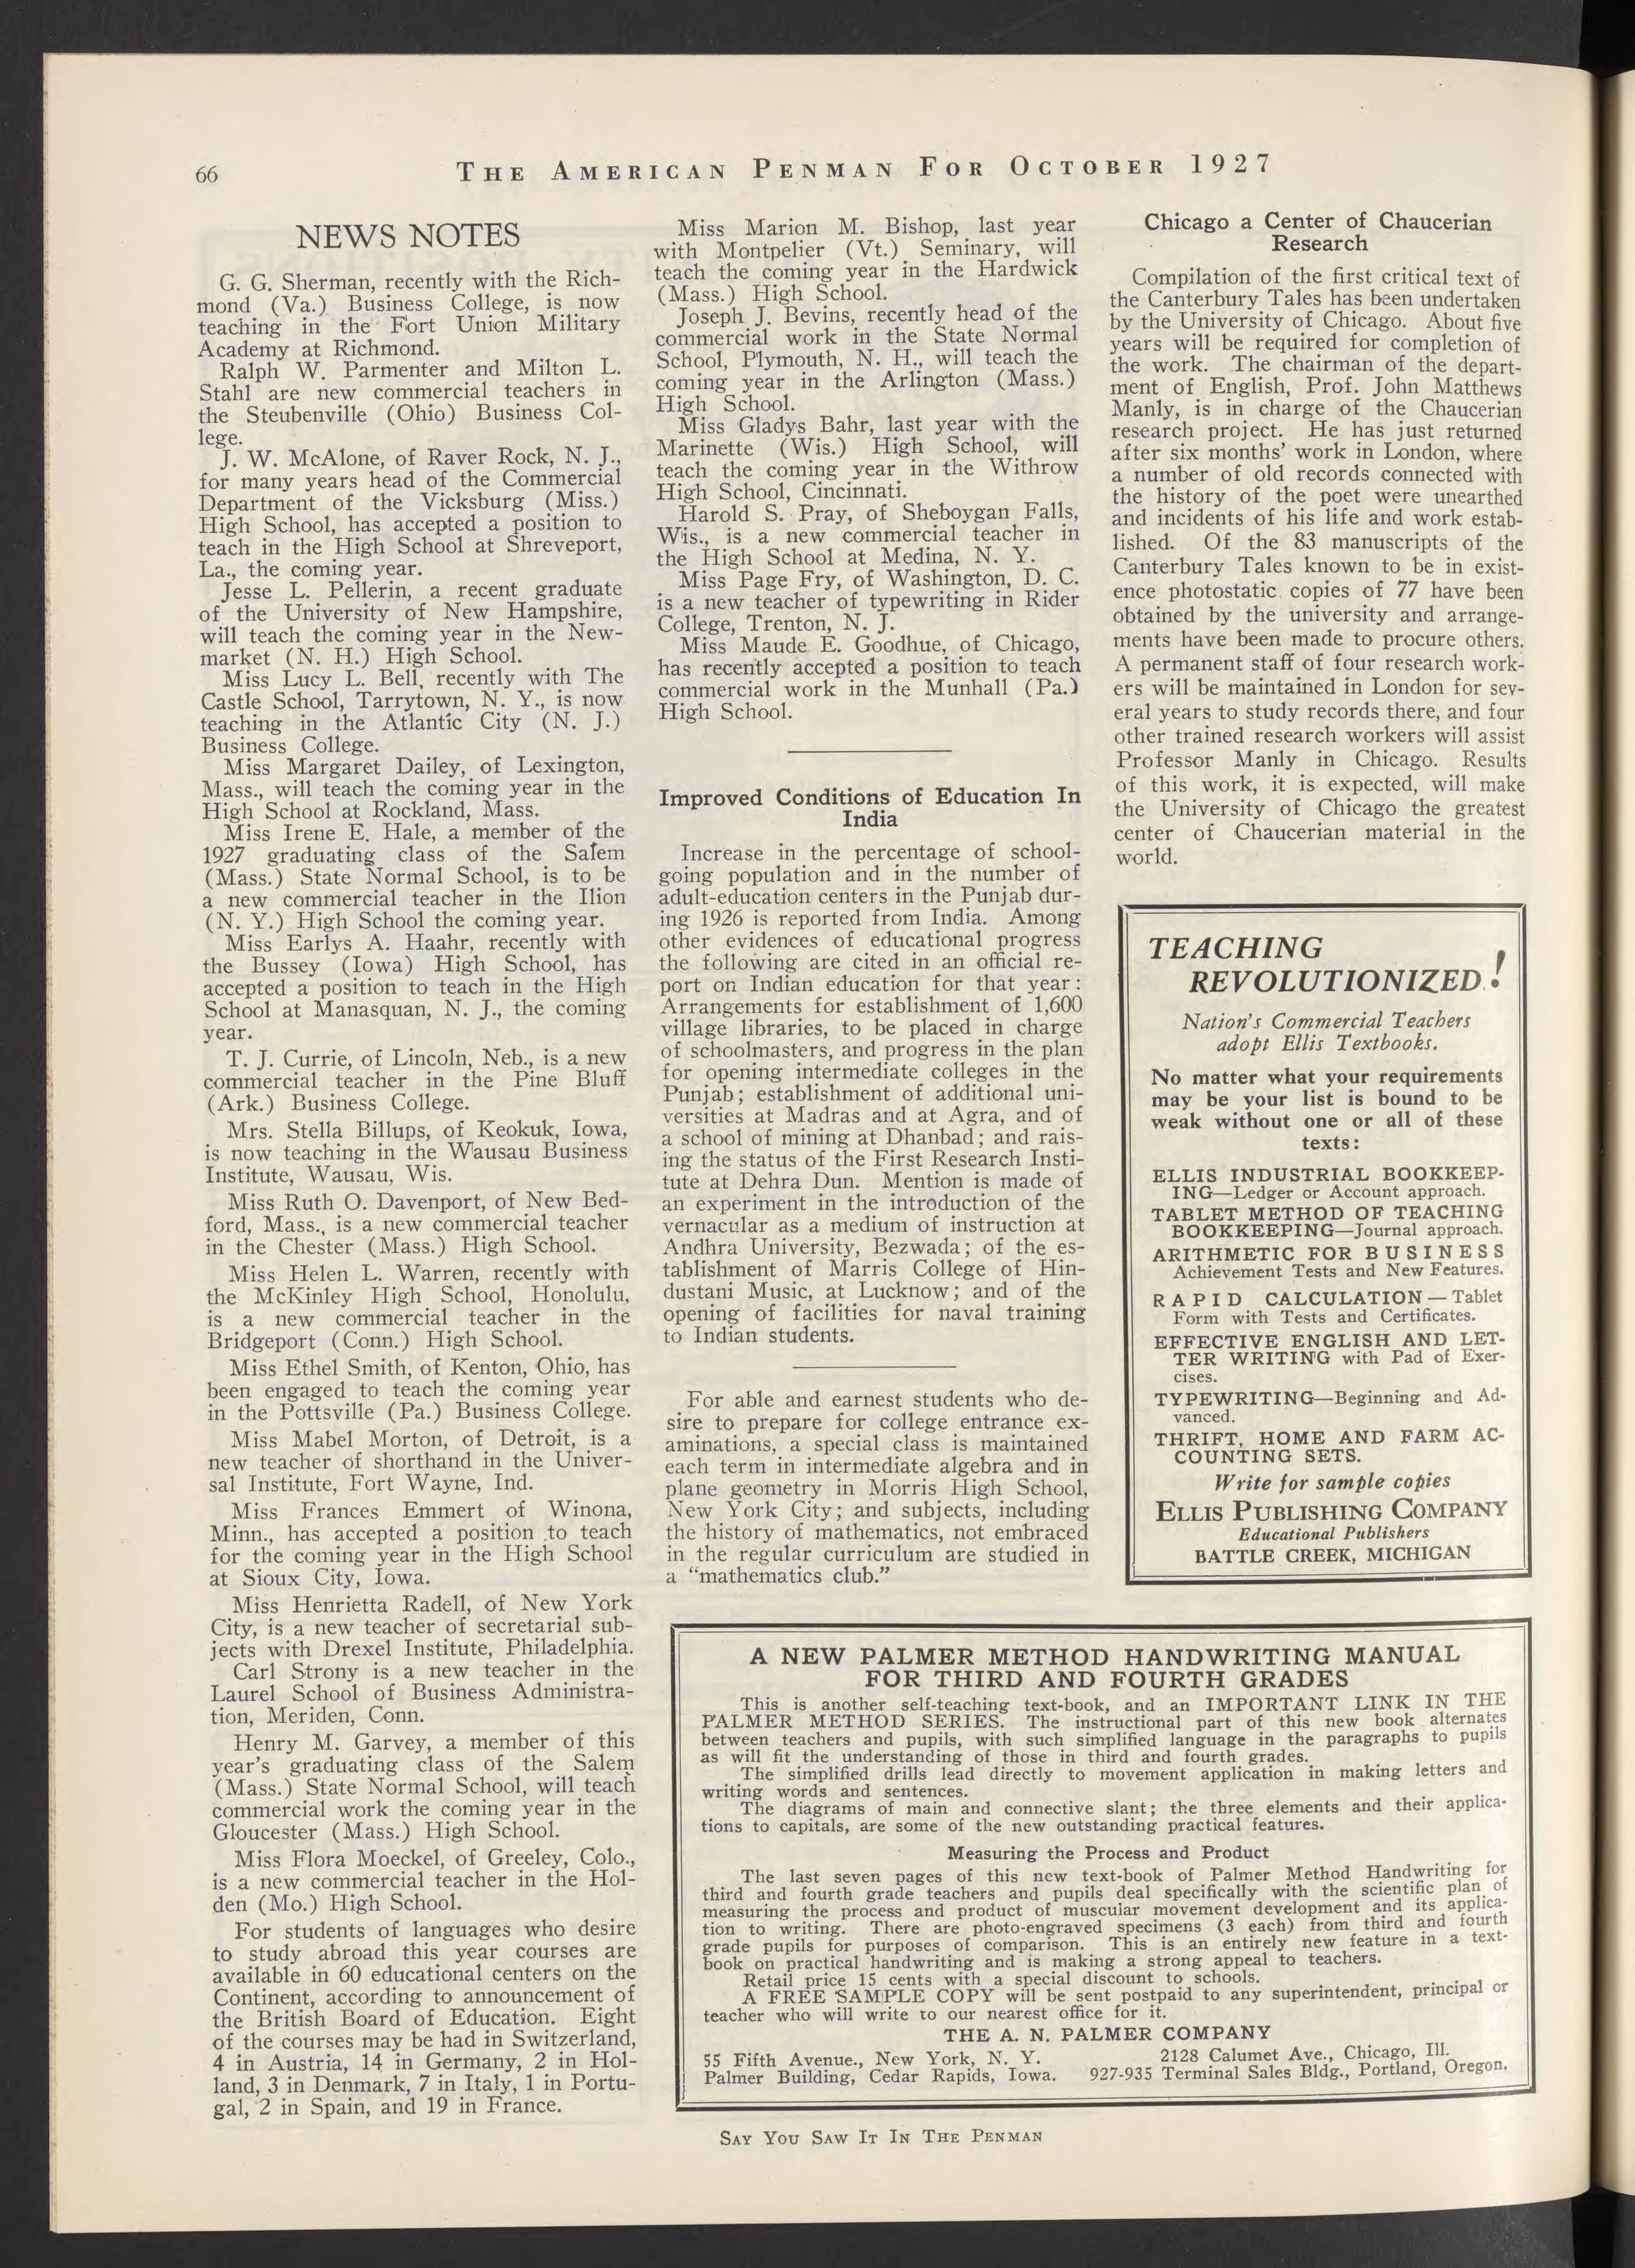 66
THE AMERICAN PENMAN FOR OCTOBER 1927
NEWS NOTES
G. G. Sherman, recently with the Rich-
mond (Va.) Business College, is now
teaching in the Fort Union Military
Academy at Richmond.
Ralph W. Parmenter and Milton L.
Stahl are new commercial teachers in
the Steubenville (Ohio) Business Col-
lege.
J. W. McAlone, of Raver Rock, N. J.,
for many years head of the Commercial
Department of the Vicksburg (Miss.)
High School, has accepted a position to
teach in the High School at Shreveport,
La., the coming year.
Jesse L. Pellerin, a recent graduate
of the University of New Hampshire,
will teach the coming year in the New-
market (N. H.) High School.
Miss Lucy L. Bell, recently with The
Castle School, Tarrytown, N. Y., is now
teaching in the Atlantic City (N. J.)
Business College.
Miss Margaret Dailey, of Lexington,
Mass., will teach the coming year in the
High School at Rockland, Mass.
Miss Irene E. Hale, a member of the
1927 graduating class of the Salem
(Mass.) State Normal School, is to be
a new commercial teacher in the Ilion
(N. Y.) High School the coming year.
Miss Earlys A. Haahr, recently with
the Bussey (Iowa) High School, has
accepted a position to teach in the High
School at Manasquan, N. J., the coming
year.
T. J. Currie, of Lincoln, Neb., is a new
commercial teacher in the Pine Bluff
(Ark.) Business College.
Mrs. Stella Billups, of Keokuk, Iowa,
is now teaching in the Wausau Business
Institute, Wausau, Wis.
Miss Ruth O. Davenport, of New Bed-
ford, Mass., is a new commercial teacher
in the Chester (Mass.) High School.
Miss Helen L. Warren, recently with
the McKinley High School, Honolulu,
is a new commercial teacher in the
Bridgeport (Conn.) High School.
Miss Ethel Smith, of Kenton, Ohio, has
been engaged to teach the coming year
in the Pottsville (Pa.) Business College.
Miss Mabel Morton, of Detroit, is a
new teacher of shorthand in the Univer-
sal Institute, Fort Wayne, Ind.
Miss Frances Emmert of Winona,
Minn., has accepted a position to teach
for the coming year in the High School
at Sioux City, Iowa.
Miss Henrietta Radell, of New York
City, is a new teacher of secretarial sub-
jects with Drexel Institute, Philadelphia.
Carl Strony is a new teacher in the
Laurel School of Business Administra-
tion, Meriden, Conn.
Henry M. Garvey, a member of this
year's graduating class of the Salem
(Mass.) State Normal School, will teach
commercial work the coming year in the
Gloucester (Mass.) High School.
Miss Flora Moeckel, of Greeley, Colo.,
is a new commercial teacher in the Hol-
den (Mo.) High School.
For students of languages who desire
to study abroad this year courses are
available in 60 educational centers on the
Continent, according to announcement of
the British Board of Education. Eight
of the courses may be had in Switzerland,
4 in Austria, 14 in Germany, 2 in Hol-
land, 3 in Denmark, 7 in Italy, 1 in Portu-
gal, 2 in Spain, and 19 in France.
Miss Marion M. Bishop, last year
with Montpelier (Vt.) Seminary, will
teach the coming year in the Hardwick
(Mass.) High School.
Joseph J. Bevins, recently head of the
commercial work in the State Normal
School, Plymouth, N. H., will teach the
coming year in the Arlington (Mass.)
High School.
Miss Gladys Bahr, last year with the
Marinette (Wis.) High School, will
teach the coming year in the Withrow
High School, Cincinnati.
Harold S. Pray, of Sheboygan Falls,
Wis., is a new commercial teacher in
the High School at Medina, N. Y.
Miss Page Fry, of Washington, D. C.
is a new teacher of typewriting in Rider
College, Trenton, N. J.
Miss Maude E. Goodhue, of Chicago,
has recently accepted a position to teach
commercial work in the Munhall (Pa.)
High School.
Improved Conditions of Education In
India
Increase in the percentage of school-
going population and in the number of
adult-education centers in the Punjab dur-
ing 1926 is reported from India. Among
other evidences of educational progress
the following are cited in an official re-
port on Indian education for that year:
Arrangements for establishment of 1,600
village libraries, to be placed in charge
of schoolmasters, and progress in the plan
for opening intermediate colleges in the
Punjab; establishment of additional uni-
versities at Madras and at Agra, and of
a school of mining at Dhanbad; and rais-
ing the status of the First Research Insti-
tute at Dehra Dun. Mention is made of
an experiment in the introduction of the
vernacular as a medium of instruction at
Andhra University, Bezwada; of the es-
tablishment of Marris College of Hin-
dustani Music, at Lucknow; and of the
opening of facilities for naval training
to Indian students.
For able and earnest students who de-
sire to prepare for college entrance ex-
aminations, a special class is maintained
each term in intermediate algebra and in
plane geometry in Morris High School,
New York City; and subjects, including
the history of mathematics, not embraced
in the regular curriculum are studied in
a "mathematics club."
Chicago a Center of Chaucerian
Research
Compilation of the first critical text of
the Canterbury Tales has been undertaken
by the University of Chicago. About five
years will be required for completion of
the work. The chairman of the depart-
ment of English, Prof. John Matthews
Manly, is in charge of the Chaucerian
research project. He has just returned
after six months' work in London, where
a number of old records connected with
the history of the poet were unearthed
and incidents of his life and work estab-
lished. Of the 83 manuscripts of the
Canterbury Tales known to be in exist-
ence photostatic copies of 77 have been
obtained by the university and arrange-
ments have been made to procure others.
A permanent staff of four research work-
ers will be maintained in London for sev-
eral years to study records there, and four
other trained research workers will assist
Professor Manly in Chicago. Results
of this work, it is expected, will make
the University of Chicago the greatest
center of Chaucerian material in the
world.
TEACHING
REVOLUTIONIZED!
Nation's Commercial Teachers
adopt Ellis Textbooks.
No matter what your requirements
may be your list is bound to be
weak without one or all of these
texts:
ELLIS INDUSTRIAL BOOKKEEP-
ING—Ledger or Account approach.
TABLET METHOD OF TEACHING
BOOKKEEPING—Journal approach.
ARITHMETIC FOR BUSINESS
Achievement Tests and New Features.
RAPID CALCULATION—Tablet
Form with Tests and Certificates.
EFFECTIVE ENGLISH AND LET-
TER WRITING with Pad of Exer-
cises.
TYPEWRITING—Beginning and Ad-
vanced.
THRIFT, HOME AND FARM AC-
COUNTING SETS.
Write for sample copies
ELLIS PUBLISHING COMPANY
Educational Publishers
BATTLE CREEK, MICHIGAN
A NEW PALMER METHOD HANDWRITING MANUAL
FOR THIRD AND FOURTH GRADES
This is another self-teaching text-book, and an IMPORTANT LINK IN THE
PALMER METHOD SERIES. The instructional part of this new book alternates
between teachers and pupils, with such simplified language in the paragraphs to pupils
as will fit the understanding of those in third and fourth grades.
The simplified drills lead directly to movement application in making letters and
writing words and sentences.
The diagrams of main and connective slant; the three elements and their applica-
tions to capitals, are some of the new outstanding practical features.
Measuring the Process and Product
The last seven pages of this new text-book of Palmer Method Handwriting for
third and fourth grade teachers and pupils deal specifically with the scientific plan of
measuring the process and product of muscular movement development and its applica-
tion to writing. There are photo-engraved specimens (3 each) from third and fourth
grade pupils for purposes of comparison. This is an entirely new feature in a text-
book on practical handwriting and is making a strong appeal to teachers.
Retail price 15 cents with a special discount to schools.
A FREE SAMPLE COPY will be sent postpaid to any superintendent, principal or
teacher who will write to our nearest office for it.
THE A. N. PALMER COMPANY
55 Fifth Avenue., New York, N. Y. 2128 Calumet Ave., Chicago, Ill.
Palmer Building, Cedar Rapids, Iowa. 927-935 Terminal Sales Bldg., Portland, Oregon.
SAY YOU SAW IT IN THE PENMAN